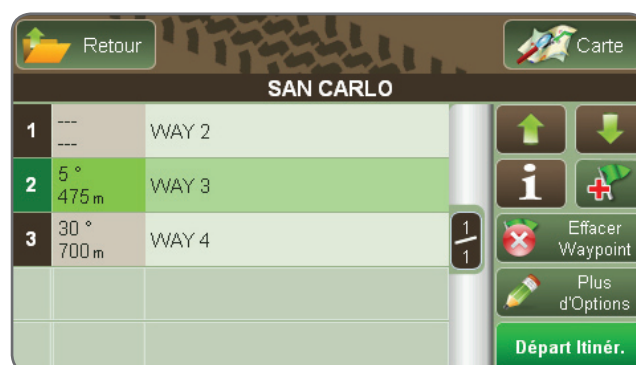 Retour
Carte
SAN CARLO
1 --- --- WAY 2
2 5 ° 475 m WAY 3
3 30 ° 700 m WAY 4
1
1
i
Effacer
Waypoint
Plus
d'Options
Départ Itinér.